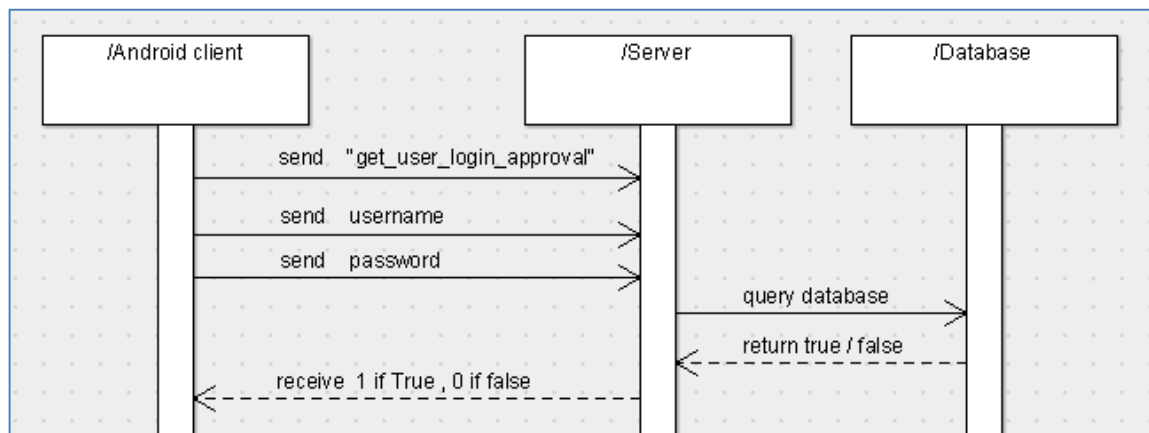 /Android client
/Server
/Database
send "get_user_login_approval"
send username
send password
query database
return true / false
receive 1 if True , 0 if false